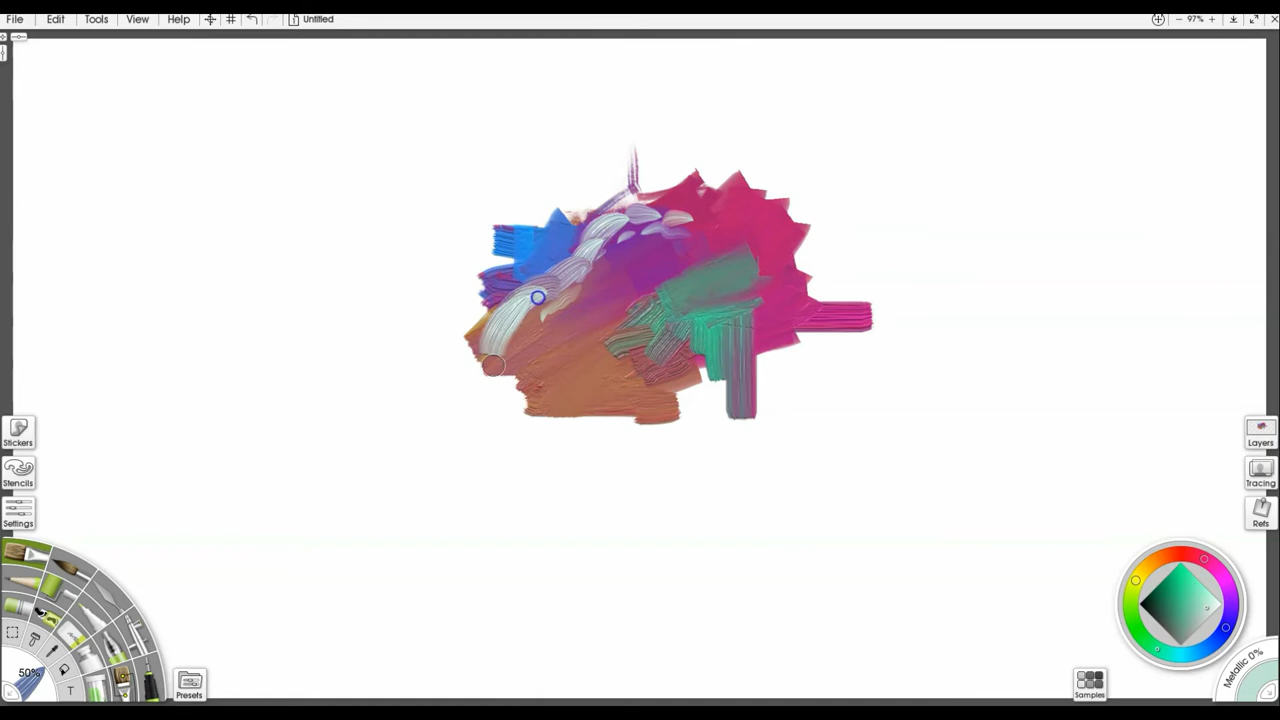 File Edit Tools View Help Untitled 97%
Stickers
Stencils
Settings
Layers
Tracing
Refs
50%
T
Presets
Samples
Metallic 0%